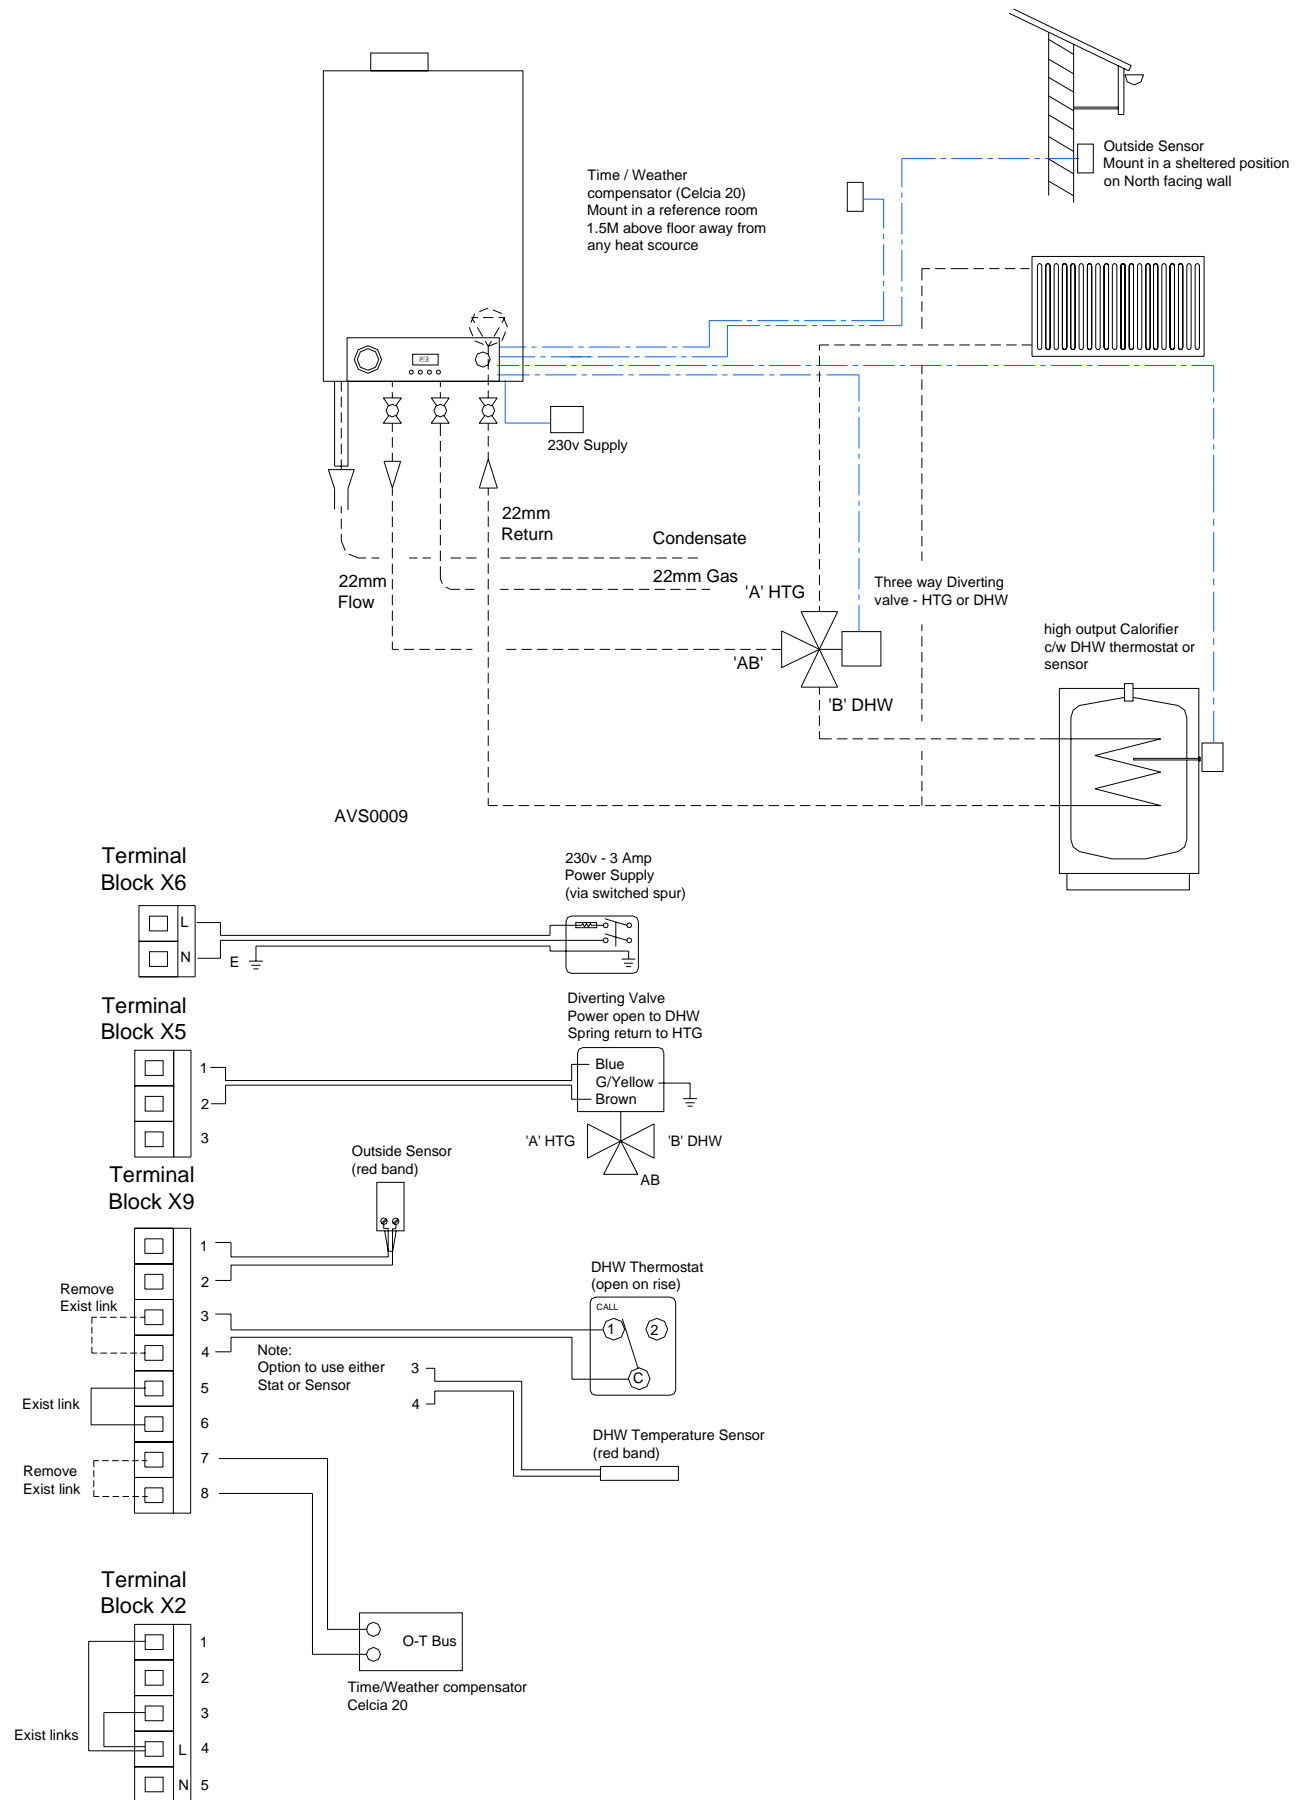 Time / Weather
compensator (Celcia 20)
Mount in a reference room
1.5M above floor away from
any heat scource
Outside Sensor
Mount in a sheltered position
on North facing wall
230v Supply
22mm
Return
Condensate
22mm Gas
22mm
Flow
'A' HTG
Three way Diverting
valve - HTG or DHW
'AB'
'B' DHW
high output Calorifier
c/w DHW thermostat or
sensor
AVS0009
Terminal
Block X6
L
N
E
230v - 3 Amp
Power Supply
(via switched spur)
Terminal
Block X5
1
2
3
Diverting Valve
Power open to DHW
Spring return to HTG
Blue
G/Yellow
Brown
'A' HTG
'B' DHW
AB
Terminal
Block X9
Outside Sensor
(red band)
1
2
3
4
5
6
7
8
Remove
Exist link
Exist link
Remove
Exist link
Note:
Option to use either
Stat or Sensor
3
4
DHW Thermostat
(open on rise)
CALL
1
2
C
DHW Temperature Sensor
(red band)
Terminal
Block X2
1
2
3
L 4
N 5
Exist links
O-T Bus
Time/Weather compensator
Celcia 20